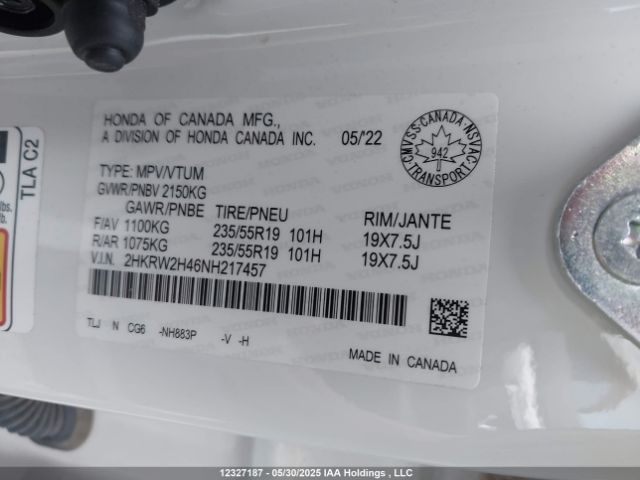 HONDA OF CANADA MFG.,
A DIVISION OF HONDA CANADA INC. 05/22
CMVSS·CANADA·NSVAC
942
TRANSPORT
TYPE: MPV/VTUM
GVWR/PNBV 2150KG
GAWR/PNBE TIRE/PNEU RIM/JANTE
F/AV 1100KG 235/55R19 101H 19X7.5J
R/AR 1075KG 235/55R19 101H 19X7.5J
V.I.N. 2HKRW2H46NH217457
TLJ N CG6 -NH883P -V -H
MADE IN CANADA
TLA C2
lbs.
lb.
12327187 - 05/30/2025 IAA Holdings , LLC